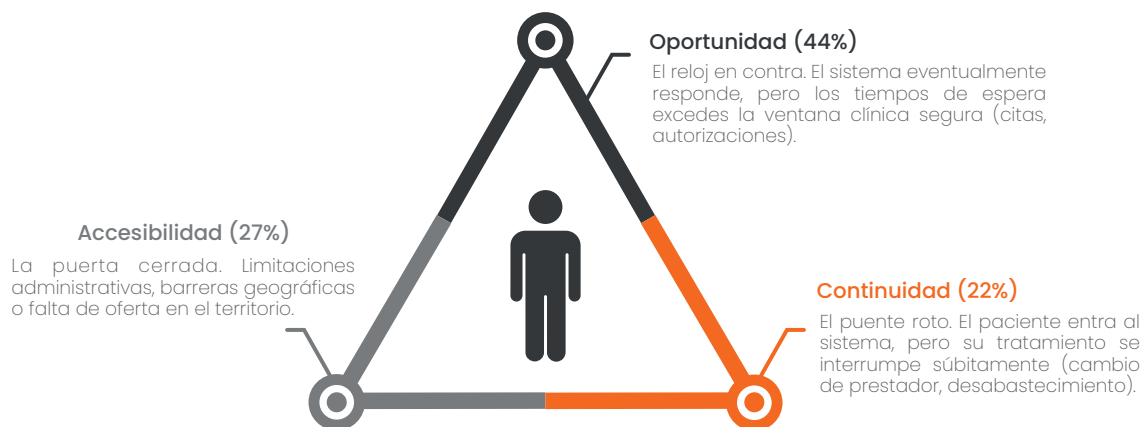 Oportunidad (44%)
El reloj en contra. El sistema eventualmente
responde, pero los tiempos de espera
excedes la ventana clínica segura (citas,
autorizaciones).
Accesibilidad (27%)
La puerta cerrada. Limitaciones
administrativas, barreras geográficas
o falta de oferta en el territorio.
Continuidad (22%)
El puente roto. El paciente entra al
sistema, pero su tratamiento se
interrumpe súbitamente (cambio
de prestador, desabastecimiento).